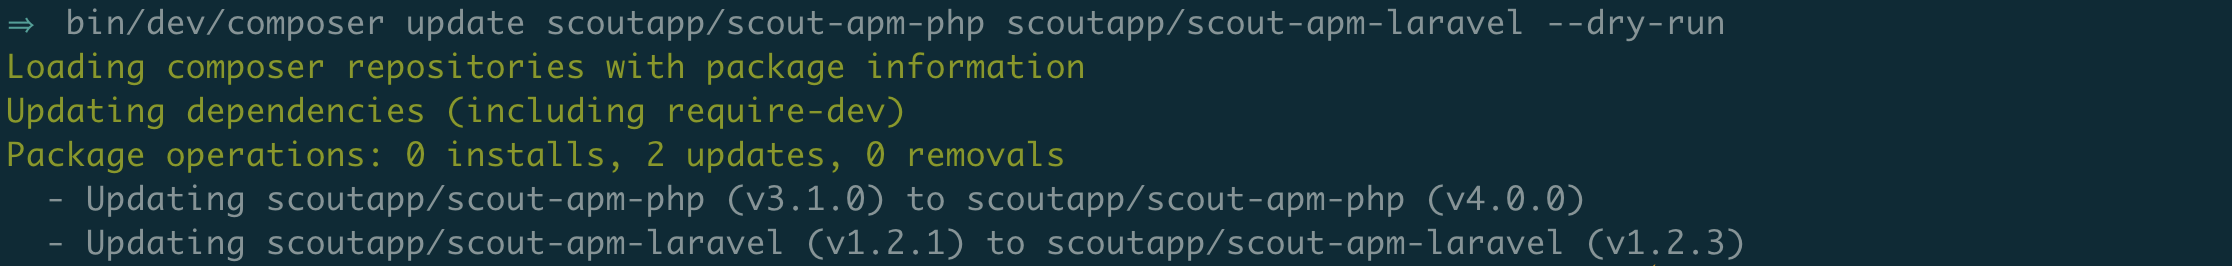 ⇒ bin/dev/composer update scoutapp/scout-apm-php scoutapp/scout-apm-laravel --dry-run
Loading composer repositories with package information
Updating dependencies (including require-dev)
Package operations: 0 installs, 2 updates, 0 removals
  - Updating scoutapp/scout-apm-php (v3.1.0) to scoutapp/scout-apm-php (v4.0.0)
  - Updating scoutapp/scout-apm-laravel (v1.2.1) to scoutapp/scout-apm-laravel (v1.2.3)